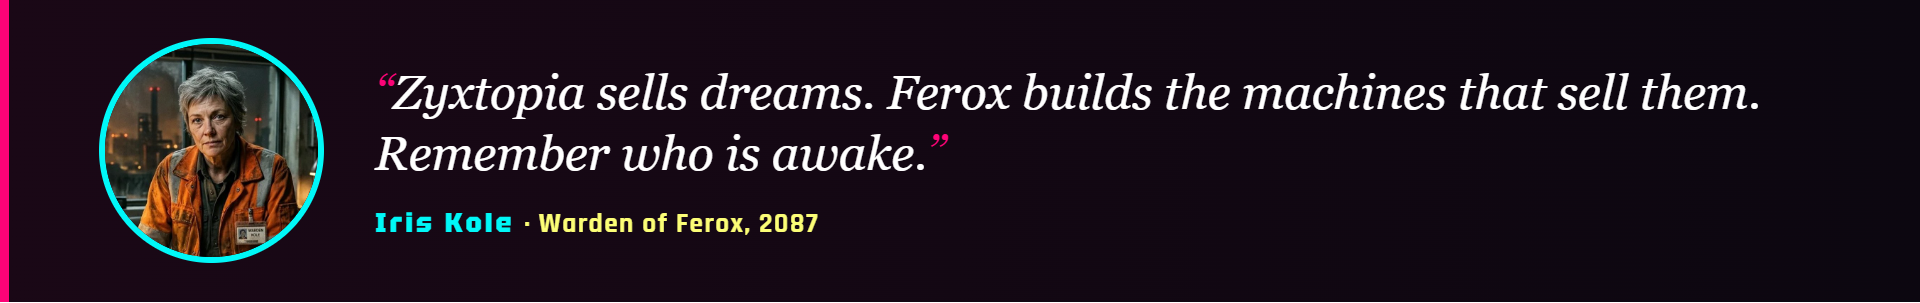 “Zyxtopia sells dreams. Ferox builds the machines that sell them.
Remember who is awake.”
Iris Kole · Warden of Ferox, 2087